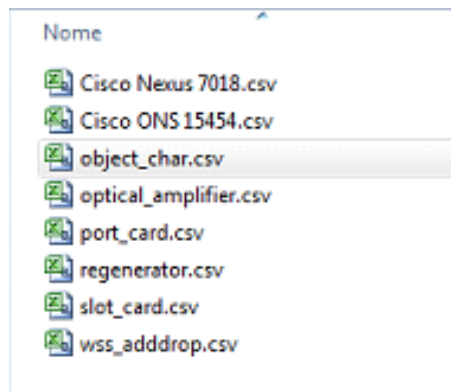 Nome
Cisco Nexus 7018.csv
Cisco ONS 15454.csv
object_char.csv
optical_amplifier.csv
port_card.csv
regenerator.csv
slot_card.csv
wss_adddrop.csv